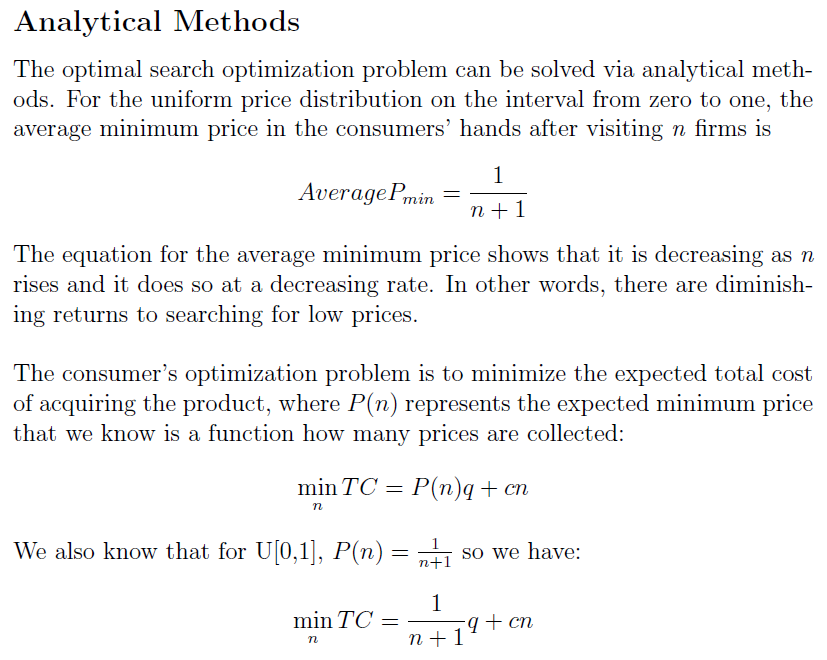 Analytical Methods
The optimal search optimization problem can be solved via analytical meth-
ods. For the uniform price distribution on the interval from zero to one, the
average minimum price in the consumers' hands after visiting n firms is
AverageP_{min} = \frac{1}{n+1}
The equation for the average minimum price shows that it is decreasing as n
rises and it does so at a decreasing rate. In other words, there are diminish-
ing returns to searching for low prices.
The consumer's optimization problem is to minimize the expected total cost
of acquiring the product, where P(n) represents the expected minimum price
that we know is a function how many prices are collected:
\min_{n} TC = P(n)q + cn
We also know that for U[0,1], P(n) = \frac{1}{n+1} so we have:
\min_{n} TC = \frac{1}{n+1}q + cn